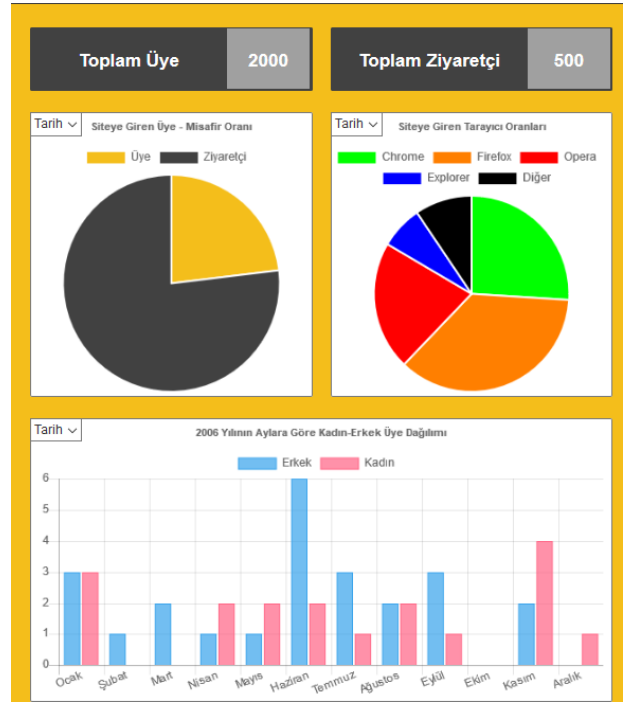 Toplam Üye 2000
Toplam Ziyaretçi 500
Tarih
Siteye Giren Üye - Misafir Oranı
Üye Ziyaretçi
Tarih
Siteye Giren Tarayıcı Oranları
Chrome Firefox Opera
Explorer Diğer
Tarih
2006 Yılının Aylara Göre Kadın-Erkek Üye Dağılımı
Erkek Kadın
6
5
4
3
2
1
0
Ocak Şubat Mart Nisan Mayıs Haziran Temmuz Ağustos Eylül Ekim Kasım Aralık